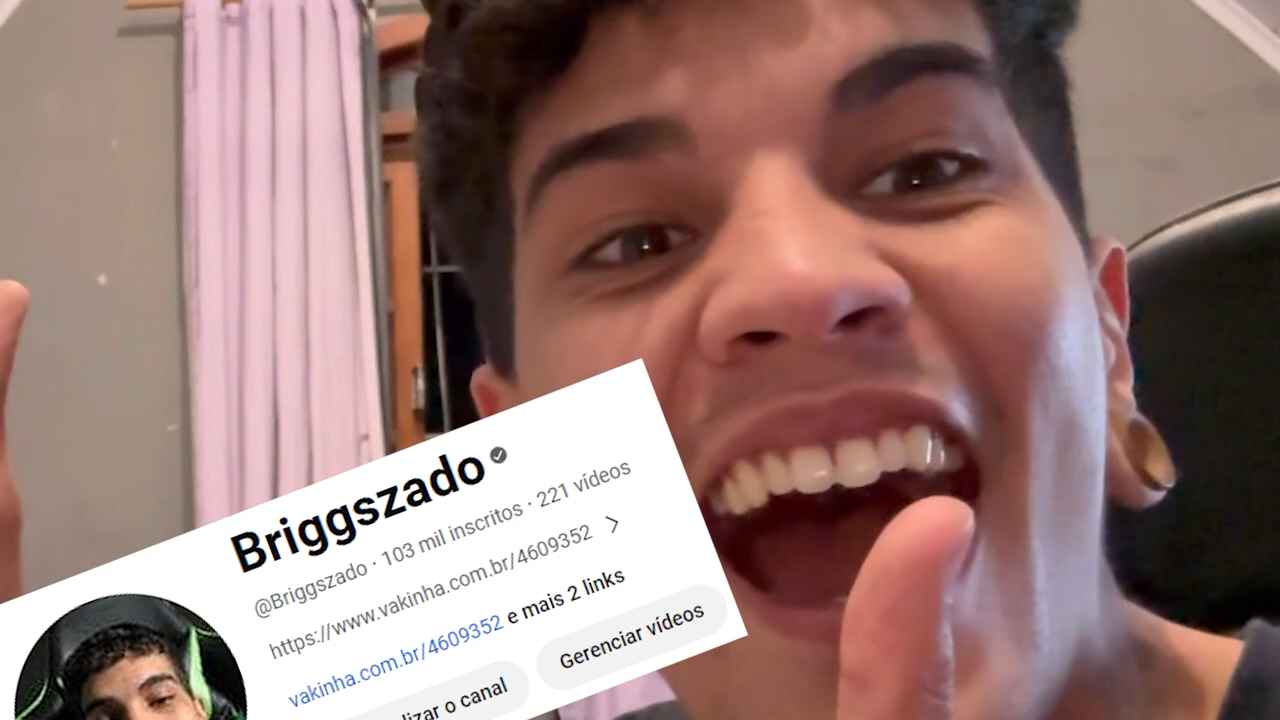 Briggszado
@Briggszado · 103 mil inscritos · 221 vídeos
https://www.vakinha.com.br/4609352
vakinha.com.br/4609352 e mais 2 links
lizar o canal
Gerenciar vídeos